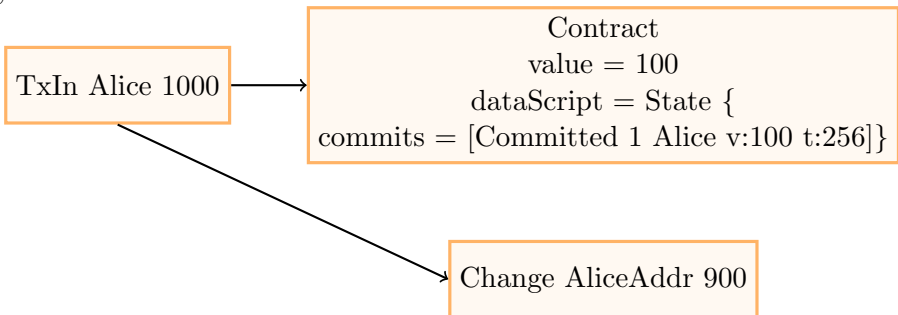 TxIn Alice 1000
Contract
value = 100
dataScript = State {
commits = [Committed 1 Alice v:100 t:256]}
Change AliceAddr 900